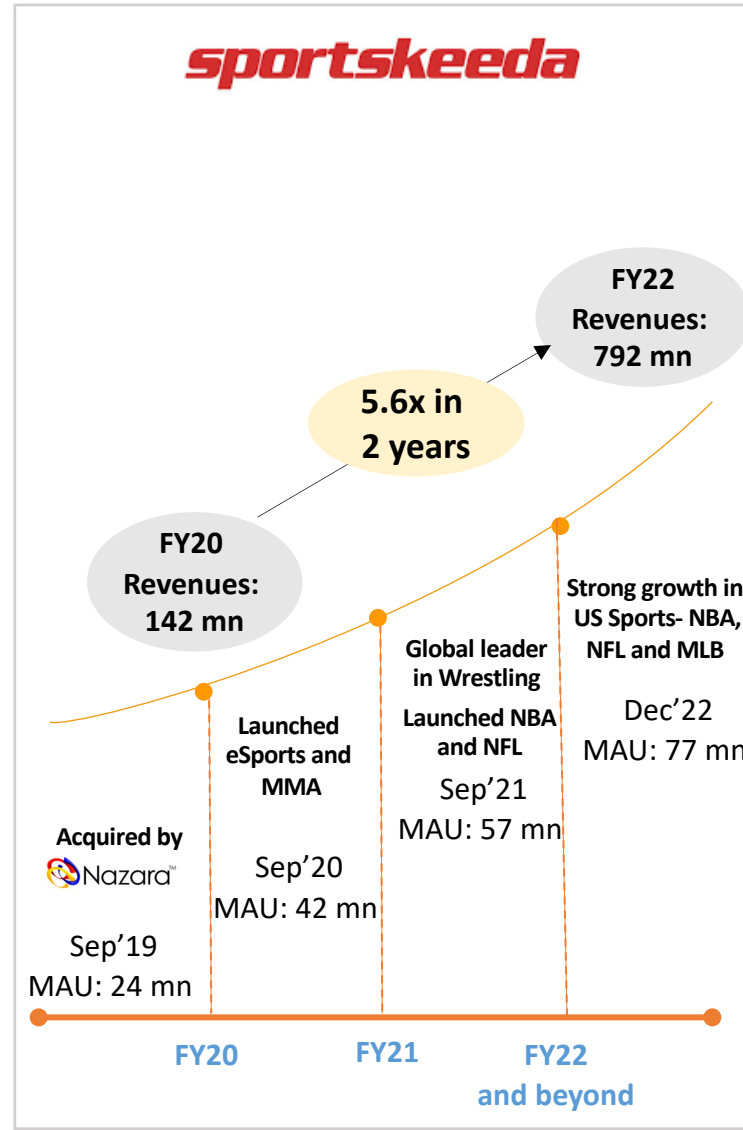 sportskeeda
FY22
Revenues:
792 mn
5.6x in
2 years
FY20
Revenues:
142 mn
Strong growth in
US Sports- NBA,
NFL and MLB
Dec’22
MAU: 77 mn
Global leader
in Wrestling
Launched NBA
and NFL
Sep’21
MAU: 57 mn
Launched
eSports and
MMA
Sep’20
MAU: 42 mn
Acquired by
Nazara™
Sep’19
MAU: 24 mn
FY20
FY21
FY22
and beyond